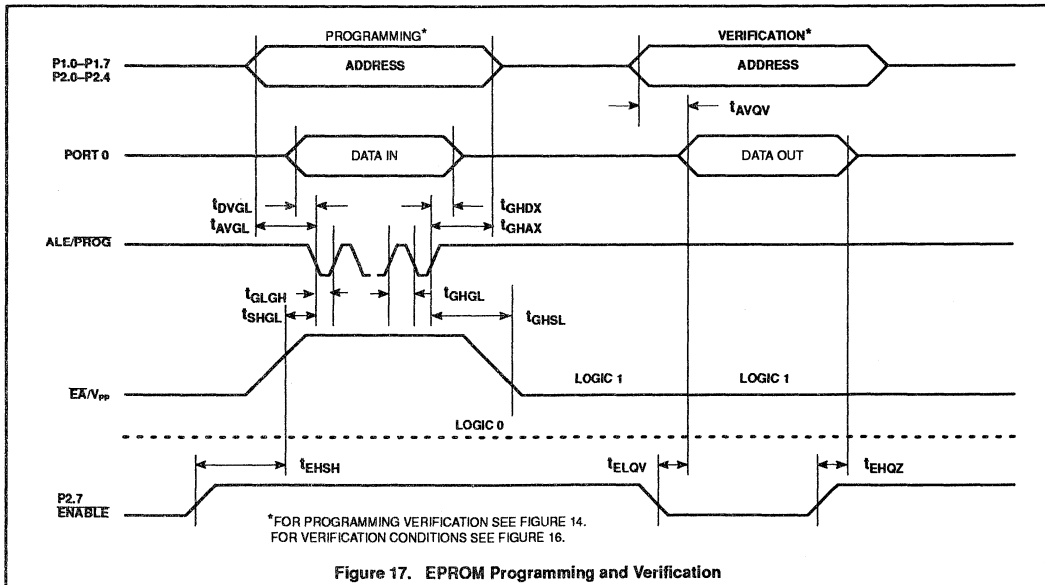 PROGRAMMING*
VERIFICATION*
P1.0–P1.7
P2.0–P2.4
ADDRESS
ADDRESS
tAVQV
PORT 0
DATA IN
DATA OUT
tDVGL
tGHDX
tAVGL
tGHAX
ALE/PROG
tGLGH
tGHGL
tSHGL
tGHSL
EA/VPP
LOGIC 1
LOGIC 1
LOGIC 0
tEHSH
tELQV
tEHQZ
P2.7
ENABLE
*FOR PROGRAMMING VERIFICATION SEE FIGURE 14.
FOR VERIFICATION CONDITIONS SEE FIGURE 16.
Figure 17. EPROM Programming and Verification